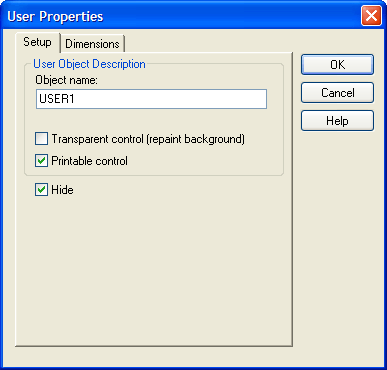 User Properties
Setup Dimensions
User Object Description
Object name:
USER1
Transparent control (repaint background)
Printable control
Hide
OK
Cancel
Help